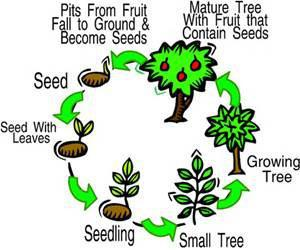 Pits From Fruit
Fall to Ground &
Become Seeds
Mature Tree
With Fruit that
Contain Seeds
Seed
Seed With
Leaves
Growing
Tree
Seedling
Small Tree